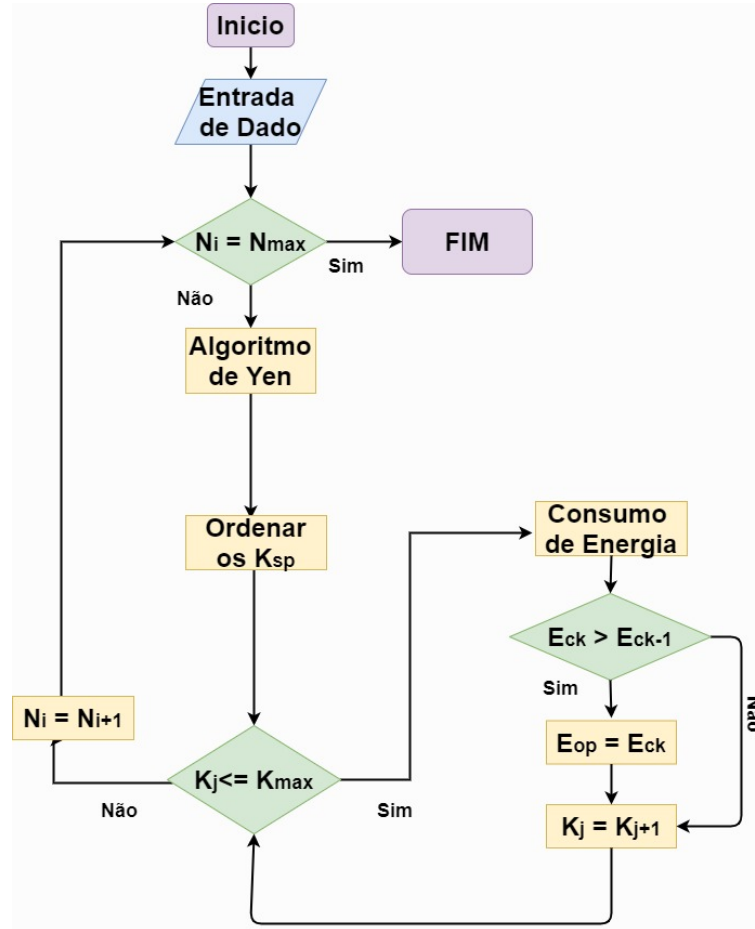 Inicio
Entrada
de Dado
Ni = Nmax
Sim
FIM
Não
Algoritmo
de Yen
Ordenar
os Ksp
Consumo
de Energia
Eck > Eck-1
Sim
Não
Eop = Eck
Kj = Kj+1
Ni = Ni+1
Kj<= Kmax
Não
Sim